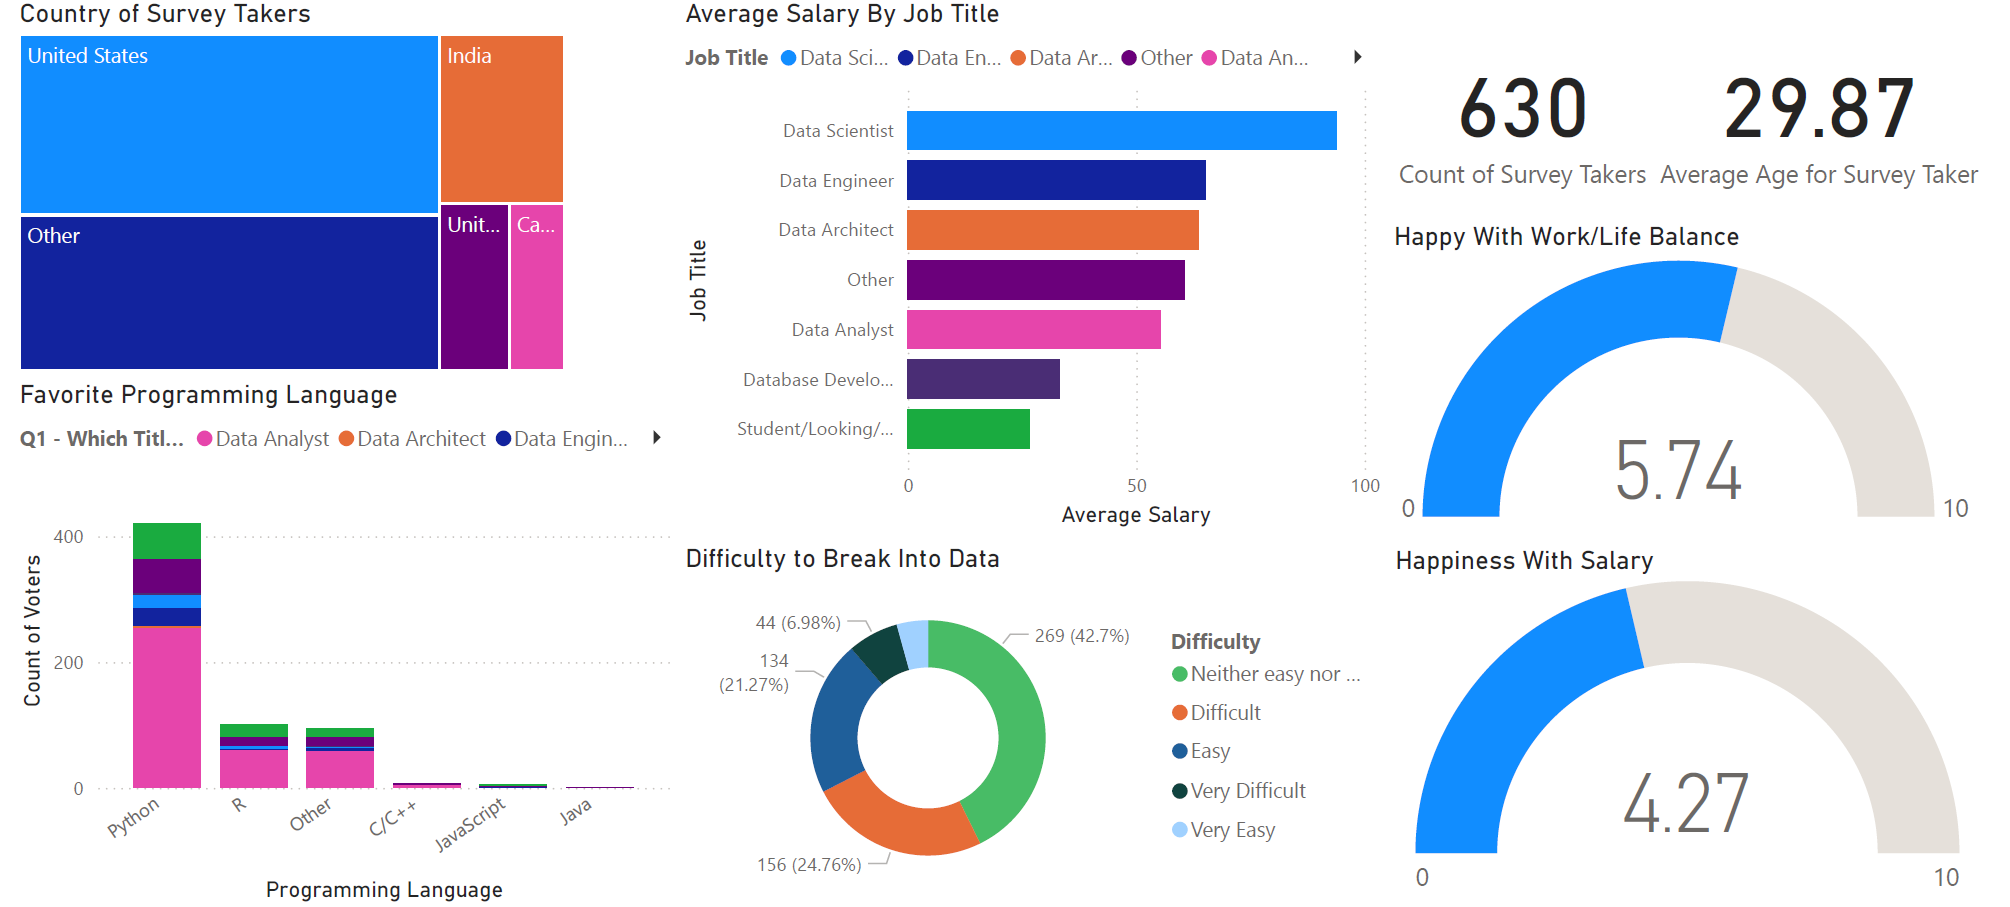 Country of Survey Takers
United States
India
Other
Unit...
Ca...
Favorite Programming Language
Q1 - Which Titl... Data Analyst Data Architect Data Engin...
Count of Voters
400
200
0
Python
R
Other
C/C++
JavaScript
Java
Programming Language
Average Salary By Job Title
Job Title Data Sci... Data En... Data Ar... Other Data An...
Job Title
Data Scientist
Data Engineer
Data Architect
Other
Data Analyst
Database Develo...
Student/Looking/...
0 50 100
Average Salary
Difficulty to Break Into Data
44 (6.98%)
269 (42.7%)
134
(21.27%)
156 (24.76%)
Difficulty
Neither easy nor ...
Difficult
Easy
Very Difficult
Very Easy
630
Count of Survey Takers
29.87
Average Age for Survey Taker
Happy With Work/Life Balance
5.74
0 10
Happiness With Salary
4.27
0 10